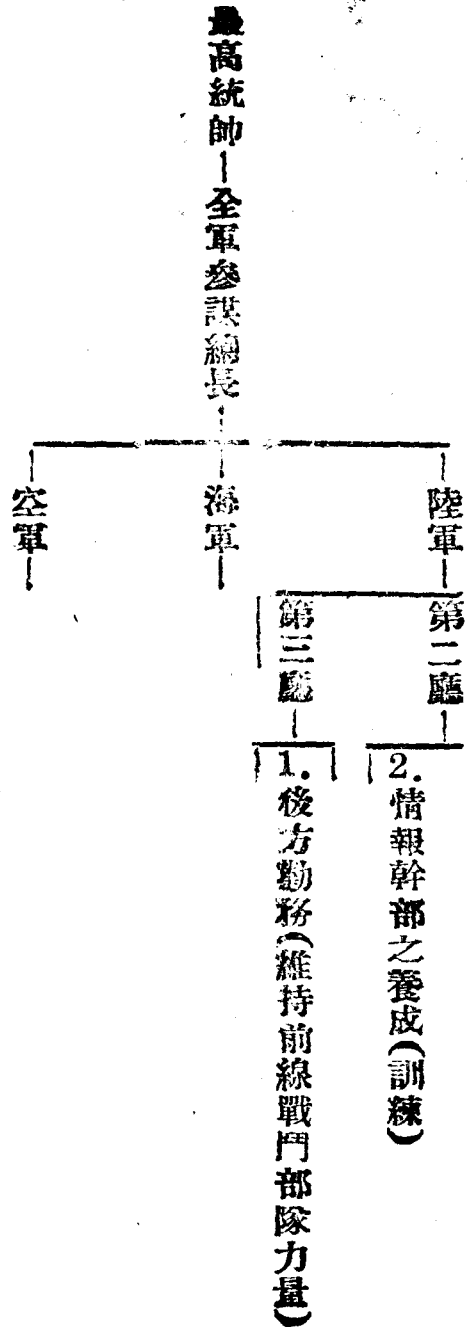 最高統帥—全軍參謀總長
陸軍
第二廳
2.情報幹部之養成(訓練)
第三廳
1.後方勤務(維持前線戰鬥部隊力量)
海軍
空軍